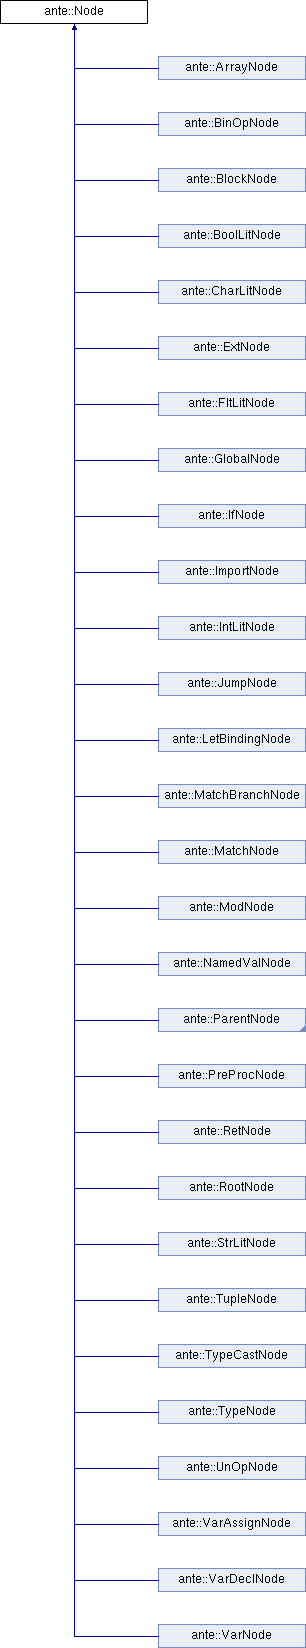 ante::Node
ante::ArrayNode
ante::BinOpNode
ante::BlockNode
ante::BoolLitNode
ante::CharLitNode
ante::ExtNode
ante::FltLitNode
ante::GlobalNode
ante::IfNode
ante::ImportNode
ante::IntLitNode
ante::JumpNode
ante::LetBindingNode
ante::MatchBranchNode
ante::MatchNode
ante::ModNode
ante::NamedValNode
ante::ParentNode
ante::PreProcNode
ante::RetNode
ante::RootNode
ante::StrLitNode
ante::TupleNode
ante::TypeCastNode
ante::TypeNode
ante::UnOpNode
ante::VarAssignNode
ante::VarDeclNode
ante::VarNode